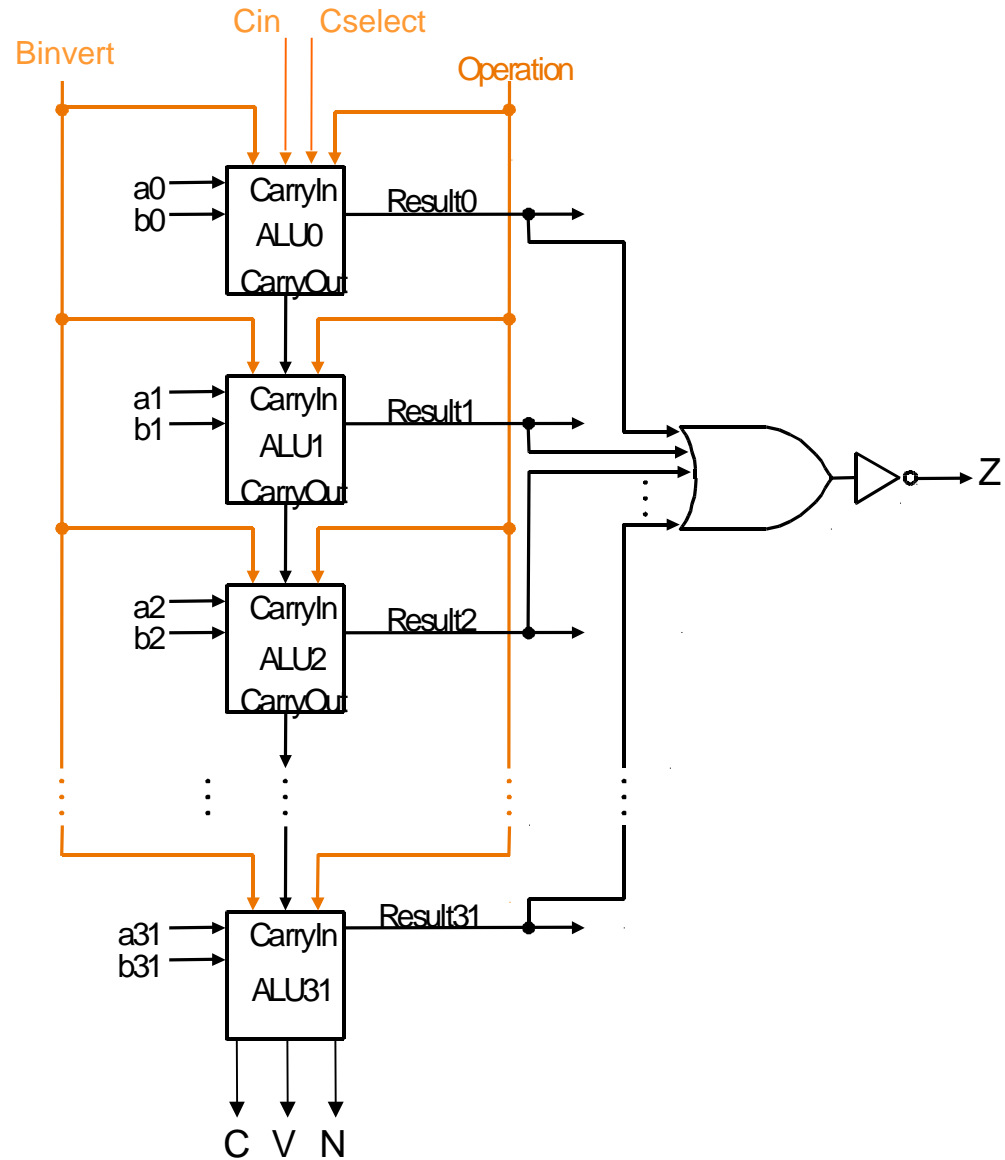 Cin Cselect
Binvert
Operation
a0
b0
CarryIn
ALU0
CarryOut
Result0
a1
b1
CarryIn
ALU1
CarryOut
Result1
Z
a2
b2
CarryIn
ALU2
CarryOut
Result2
a31
b31
CarryIn
ALU31
Result31
C V N